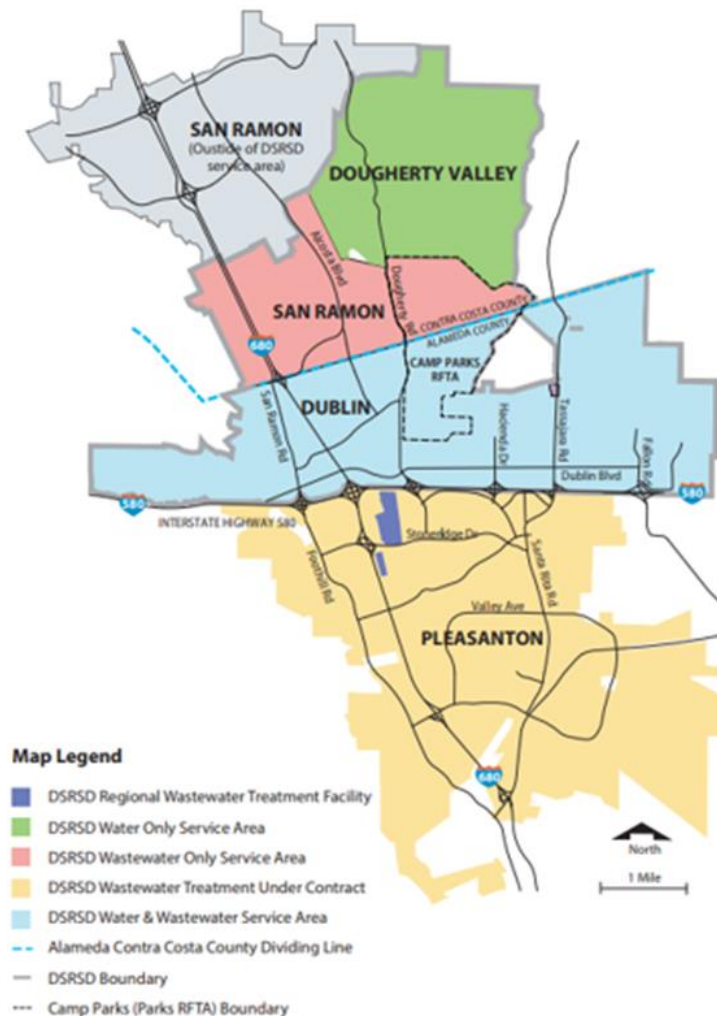 SAN RAMON
(Oustide of DSRSD
service area)
DOUGHERTY VALLEY
Alcosta Blvd
Dougherty Rd
SAN RAMON
CONTRA COSTA COUNTY
ALAMEDA COUNTY
680
CAMP PARKS
RFTA
DUBLIN
San Ramon Rd
Hacienda Dr
Tassajara Rd
Fallon Rd
Dublin Blvd
580
580
INTERSTATE HIGHWAY 580
Stoneridge Dr
Foothill Rd
Santa Rita Rd
Valley Ave
PLEASANTON
680
Map Legend
DSRSD Regional Wastewater Treatment Facility
DSRSD Water Only Service Area
DSRSD Wastewater Only Service Area
DSRSD Wastewater Treatment Under Contract
DSRSD Water & Wastewater Service Area
Alameda Contra Costa County Dividing Line
DSRSD Boundary
Camp Parks (Parks RFTA) Boundary
North
1 Mile